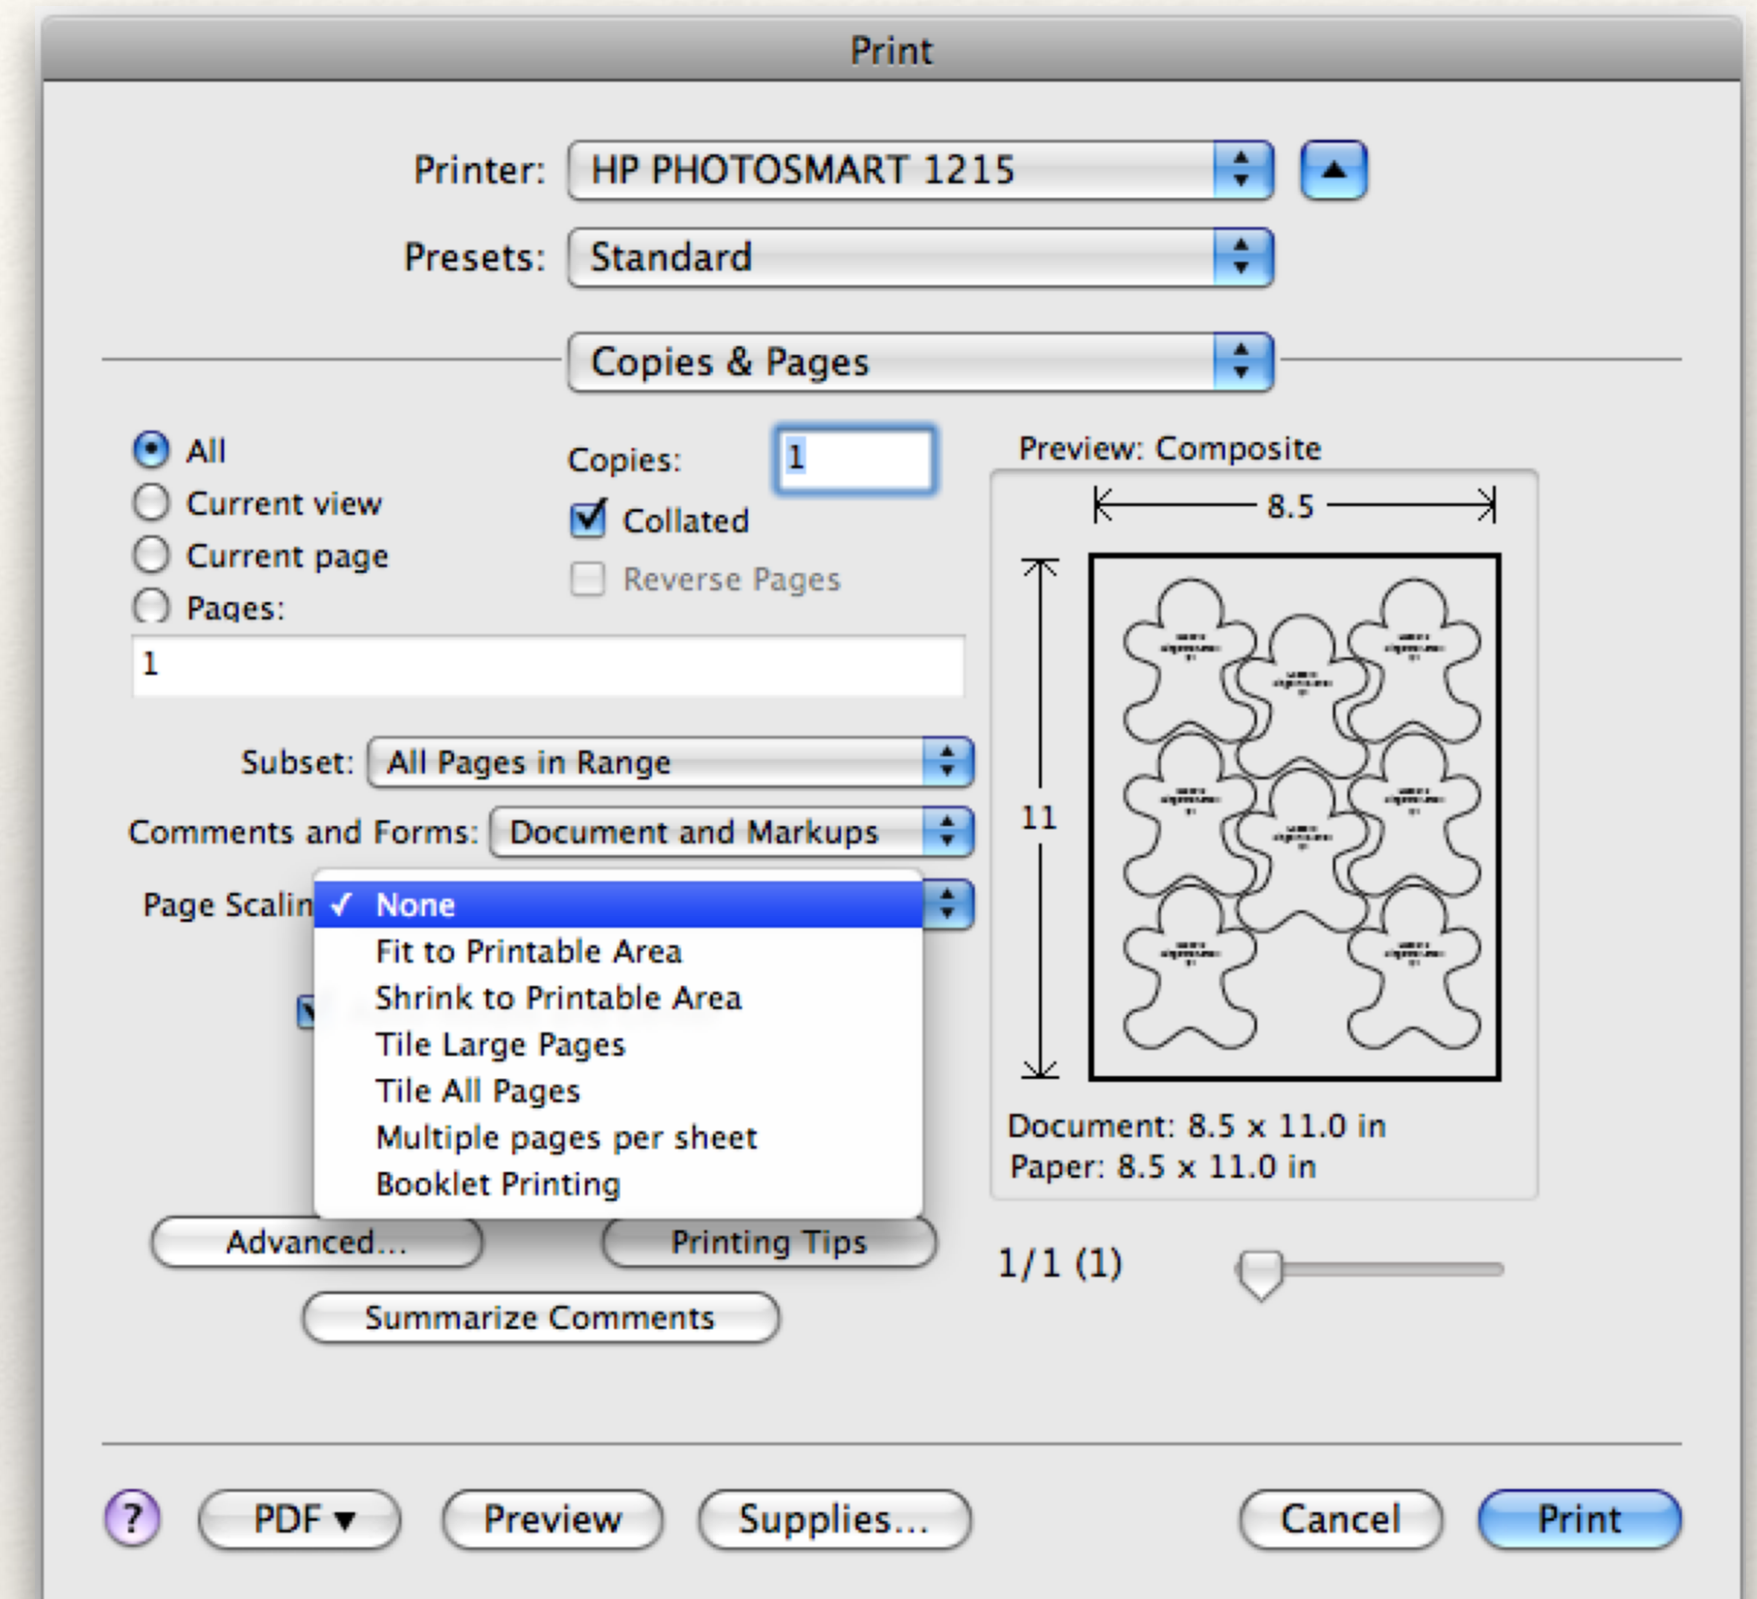 Print
Printer: HP PHOTOSMART 1215
Presets: Standard
Copies & Pages
All
Current view
Current page
Pages:
1
Copies: 1
Collated
Reverse Pages
Subset: All Pages in Range
Comments and Forms: Document and Markups
Page Scalin
✓ None
Fit to Printable Area
Shrink to Printable Area
Tile Large Pages
Tile All Pages
Multiple pages per sheet
Booklet Printing
Advanced...
Printing Tips
Summarize Comments
Preview: Composite
8.5
11
Document: 8.5 x 11.0 in
Paper: 8.5 x 11.0 in
1/1 (1)
?
PDF ▼
Preview
Supplies...
Cancel
Print